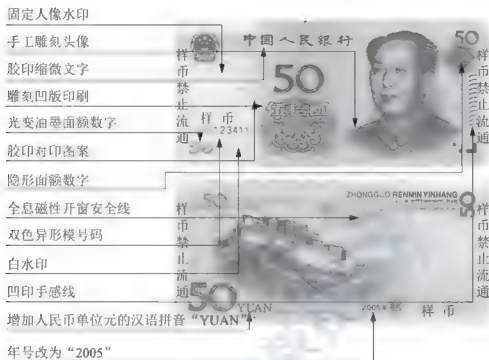 固定人像水印
手工雕刻头像
胶印缩微文字
雕刻凹版印刷
光变油墨面额数字
胶印对印图案
隐形面额数字
全息磁性开窗安全线
双色异形横号码
白水印
凹印手感线
增加人民币单位元的汉语拼音“YUAN”
年号改为“2005”
中国人民银行
50
50
样币禁止流通
样币禁止流通
样币
123411
50
50
ZHONGGUO RENMIN YINHANG
样币禁止流通
样币禁止流通
50
YUAN
2005年
样币